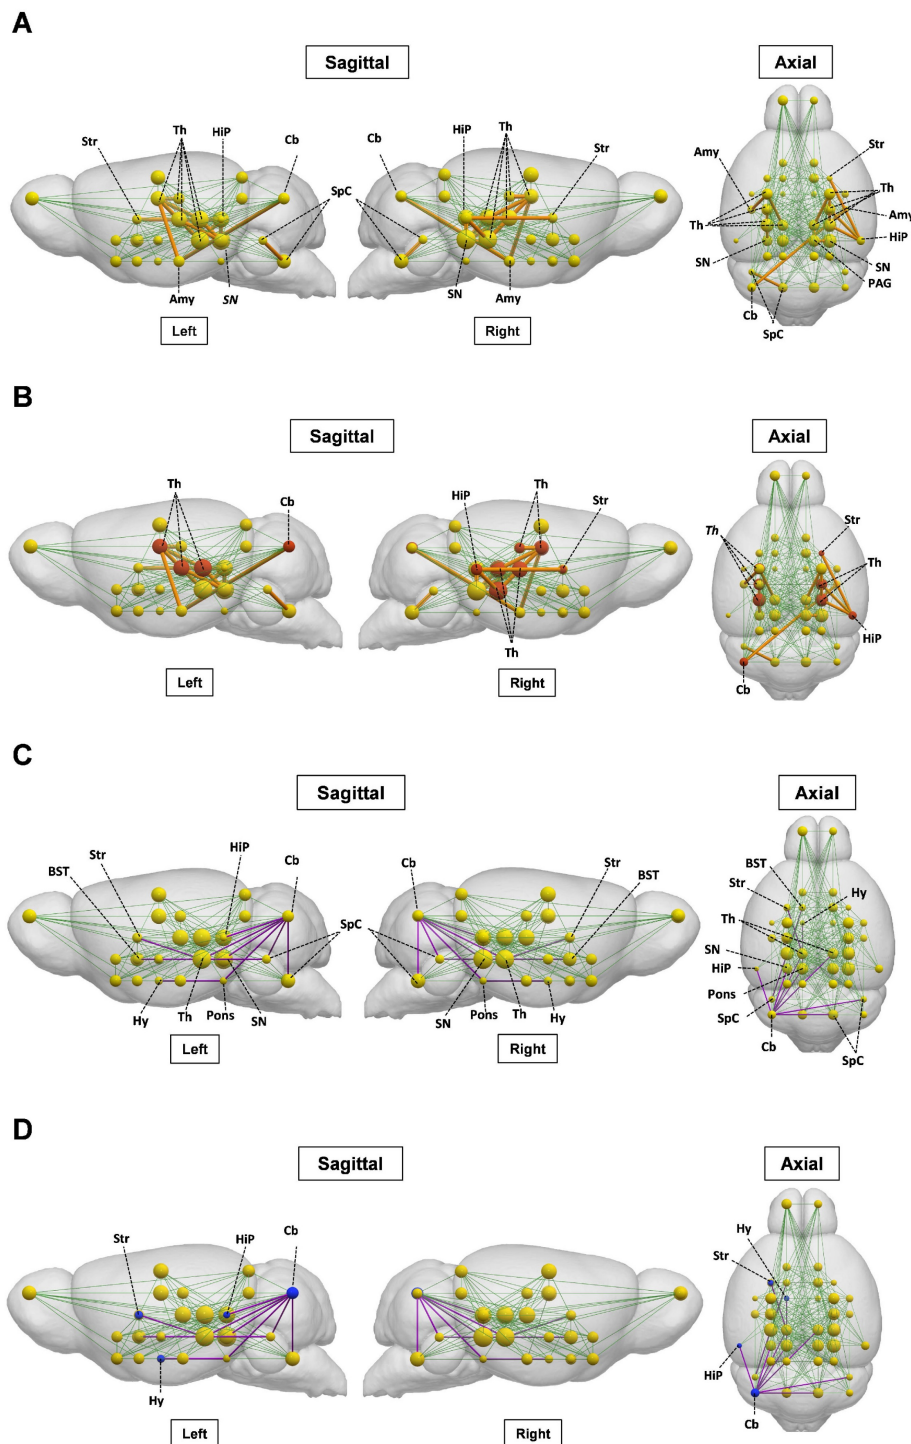 A
Sagittal
Axial
Str
Th
HiP
Cb
Cb
HiP
Th
Str
SpC
Amy
SN
SN
Amy
Left
Right
Amy
Str
Th
Amy
Th
HiP
SN
SN
PAG
Cb
SpC
B
Sagittal
Axial
Th
Cb
HiP
Th
Str
Th
Left
Right
Str
Th
Th
HiP
Cb
C
Sagittal
Axial
BST
Str
HiP
Cb
Cb
Str
BST
SpC
Hy
Th
Pons
SN
SN
Pons
Th
Hy
Left
Right
BST
Str
Hy
Th
SN
HiP
Pons
SpC
Cb
SpC
D
Sagittal
Axial
Str
HiP
Cb
Hy
Left
Right
Hy
Str
HiP
Cb